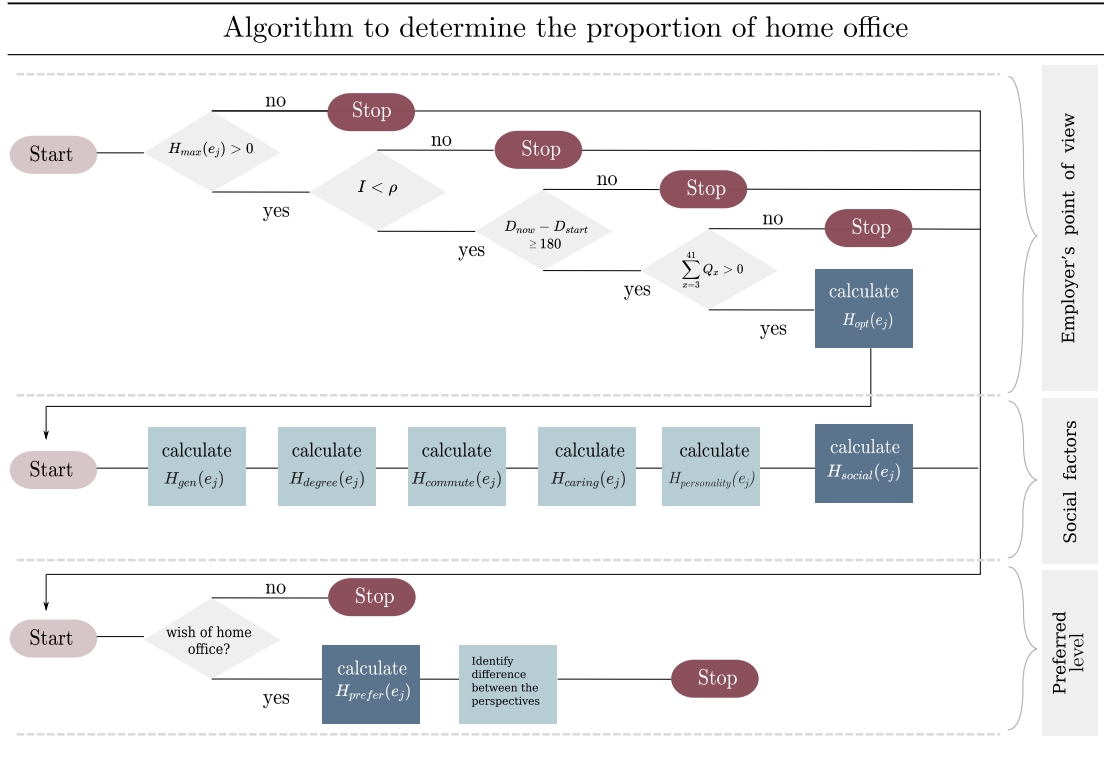 Algorithm to determine the proportion of home office
Start
H_max(e_j) > 0
no
Stop
yes
I < ρ
no
Stop
yes
D_now − D_start
≥ 180
no
Stop
yes
41
∑ Q_x > 0
x=3
no
Stop
yes
calculate
H_opt(e_j)
Employer's point of view
Start
calculate
H_gen(e_j)
calculate
H_degree(e_j)
calculate
H_commute(e_j)
calculate
H_caring(e_j)
calculate
H_personality(e_j)
calculate
H_social(e_j)
Social factors
Start
wish of home
office?
no
Stop
yes
calculate
H_prefer(e_j)
Identify
difference
between the
perspectives
Stop
Preferred
level